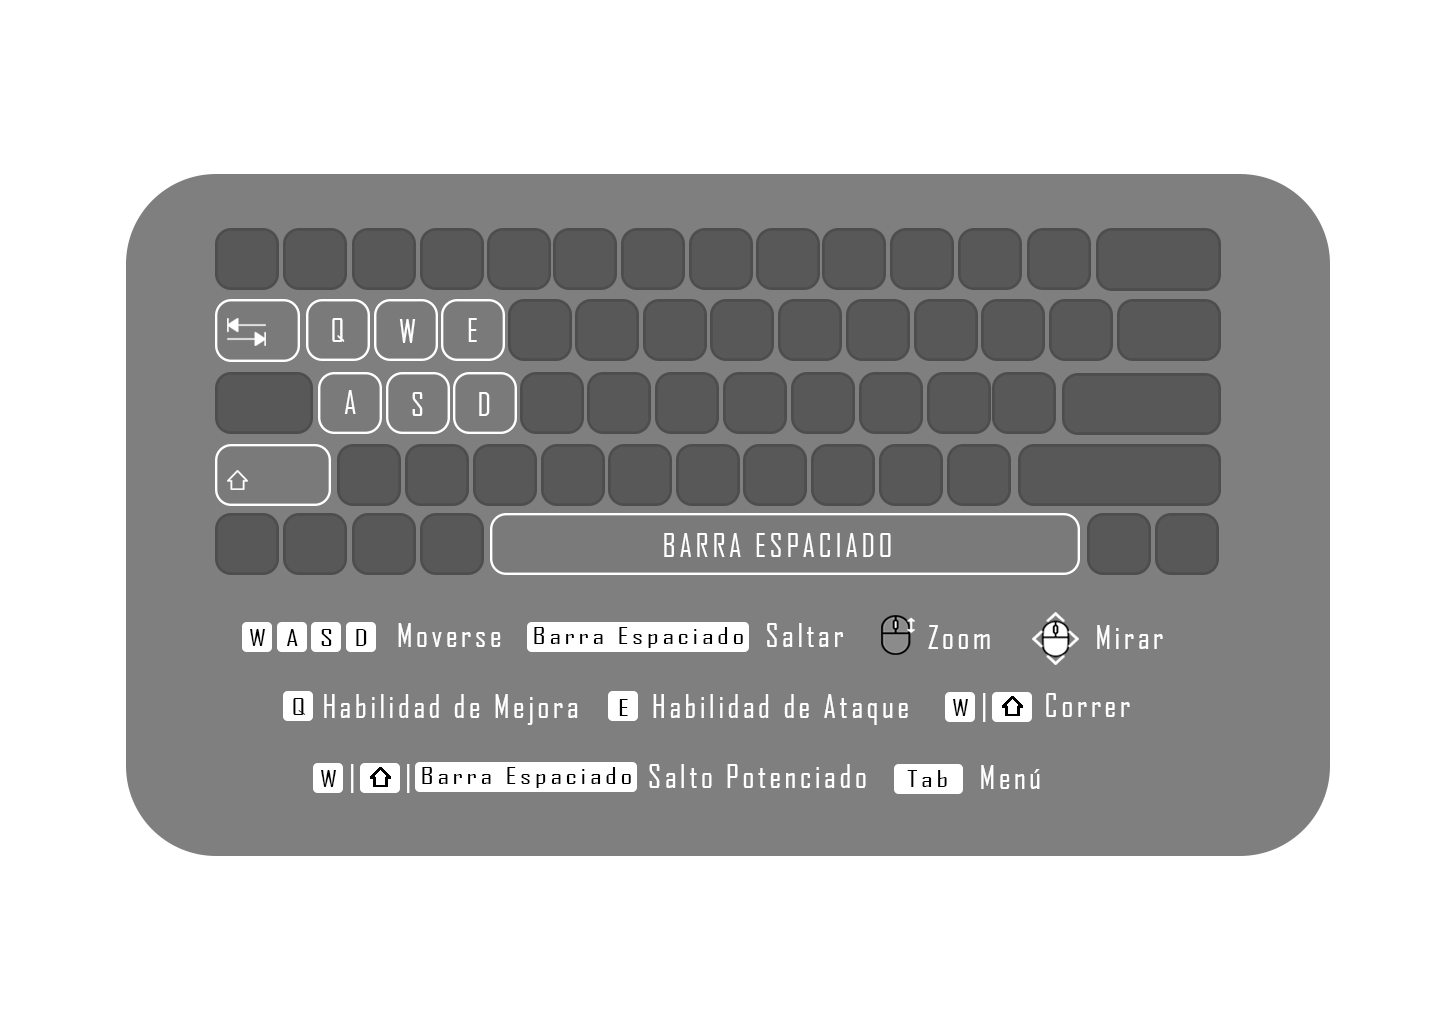 Q W E
A S D
BARRA ESPACIADO
W A S D Moverse Barra Espaciado Saltar Zoom Mirar
Q Habilidad de Mejora E Habilidad de Ataque W | Correr
W | | Barra Espaciado Salto Potenciado Tab Menú